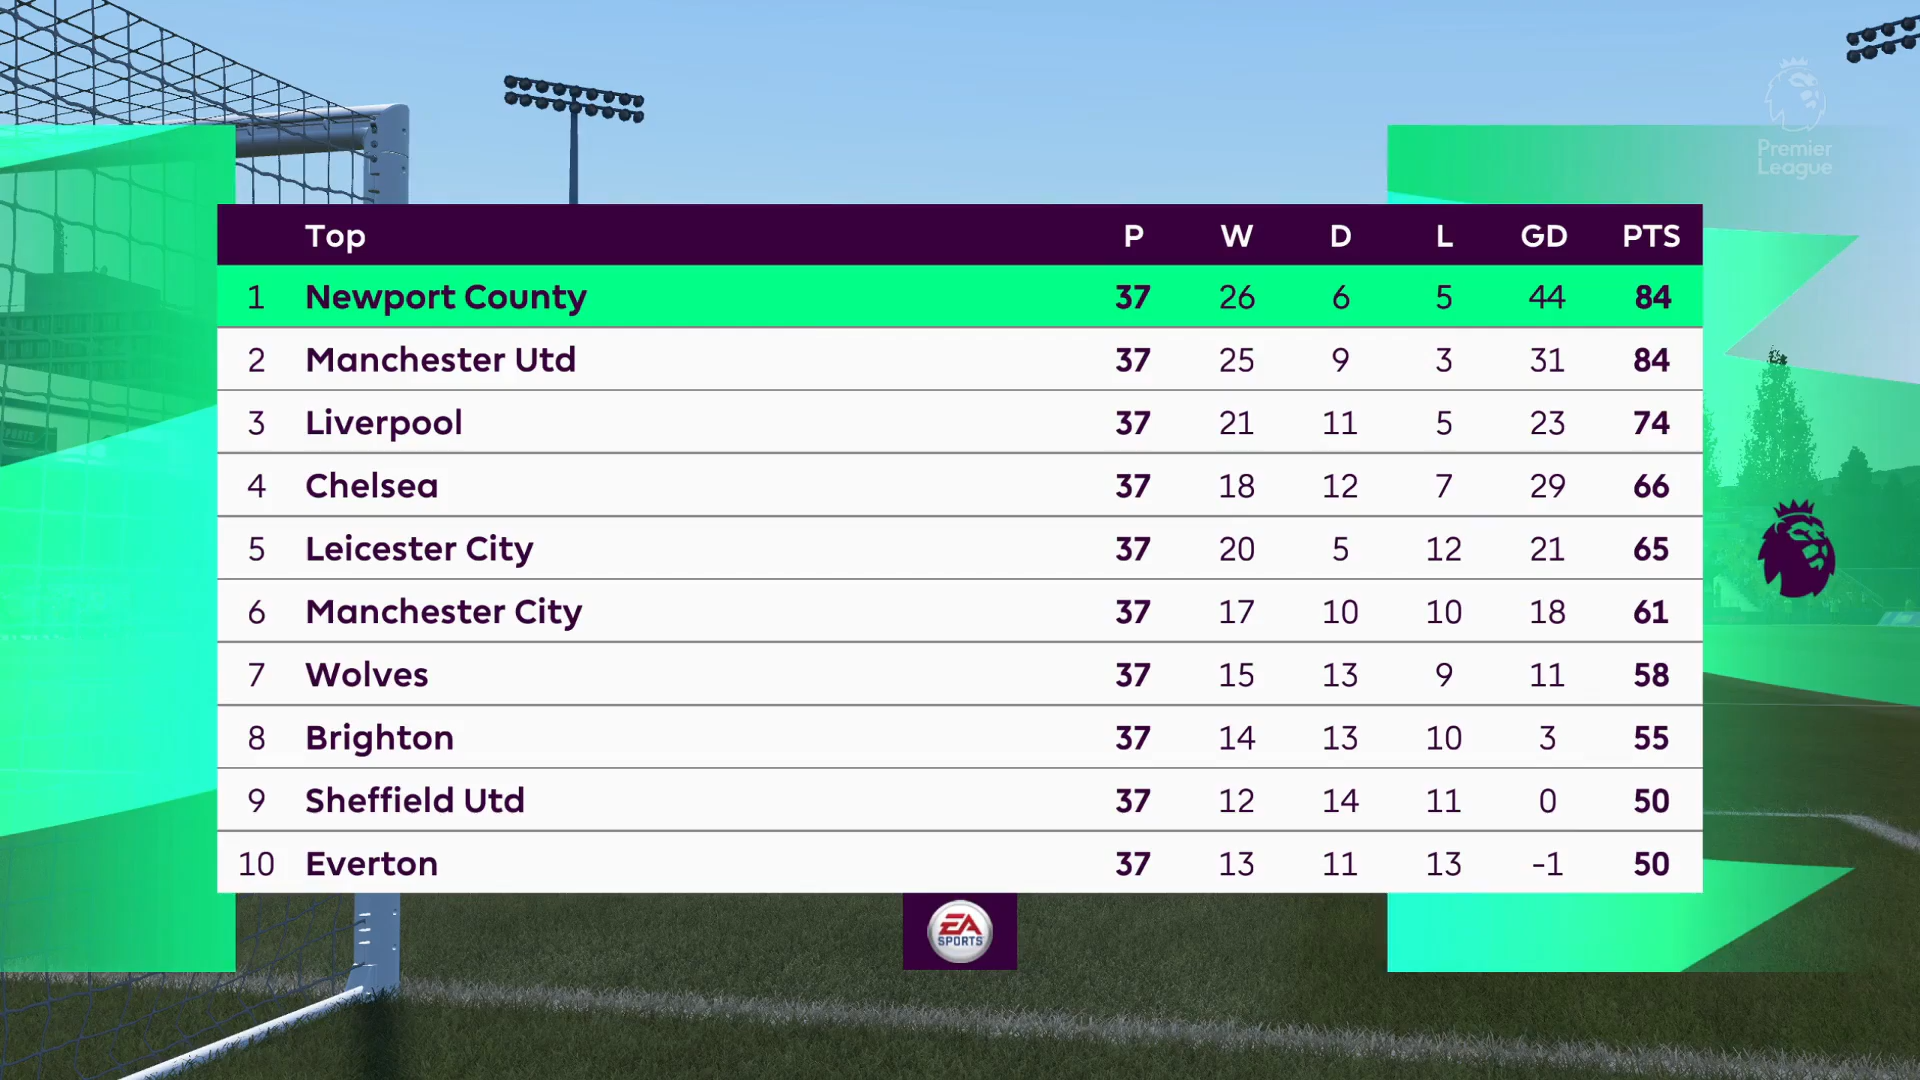 Premier
League
Top P W D L GD PTS
1 Newport County 37 26 6 5 44 84
2 Manchester Utd 37 25 9 3 31 84
3 Liverpool 37 21 11 5 23 74
4 Chelsea 37 18 12 7 29 66
5 Leicester City 37 20 5 12 21 65
6 Manchester City 37 17 10 10 18 61
7 Wolves 37 15 13 9 11 58
8 Brighton 37 14 13 10 3 55
9 Sheffield Utd 37 12 14 11 0 50
10 Everton 37 13 11 13 -1 50
EA
SPORTS